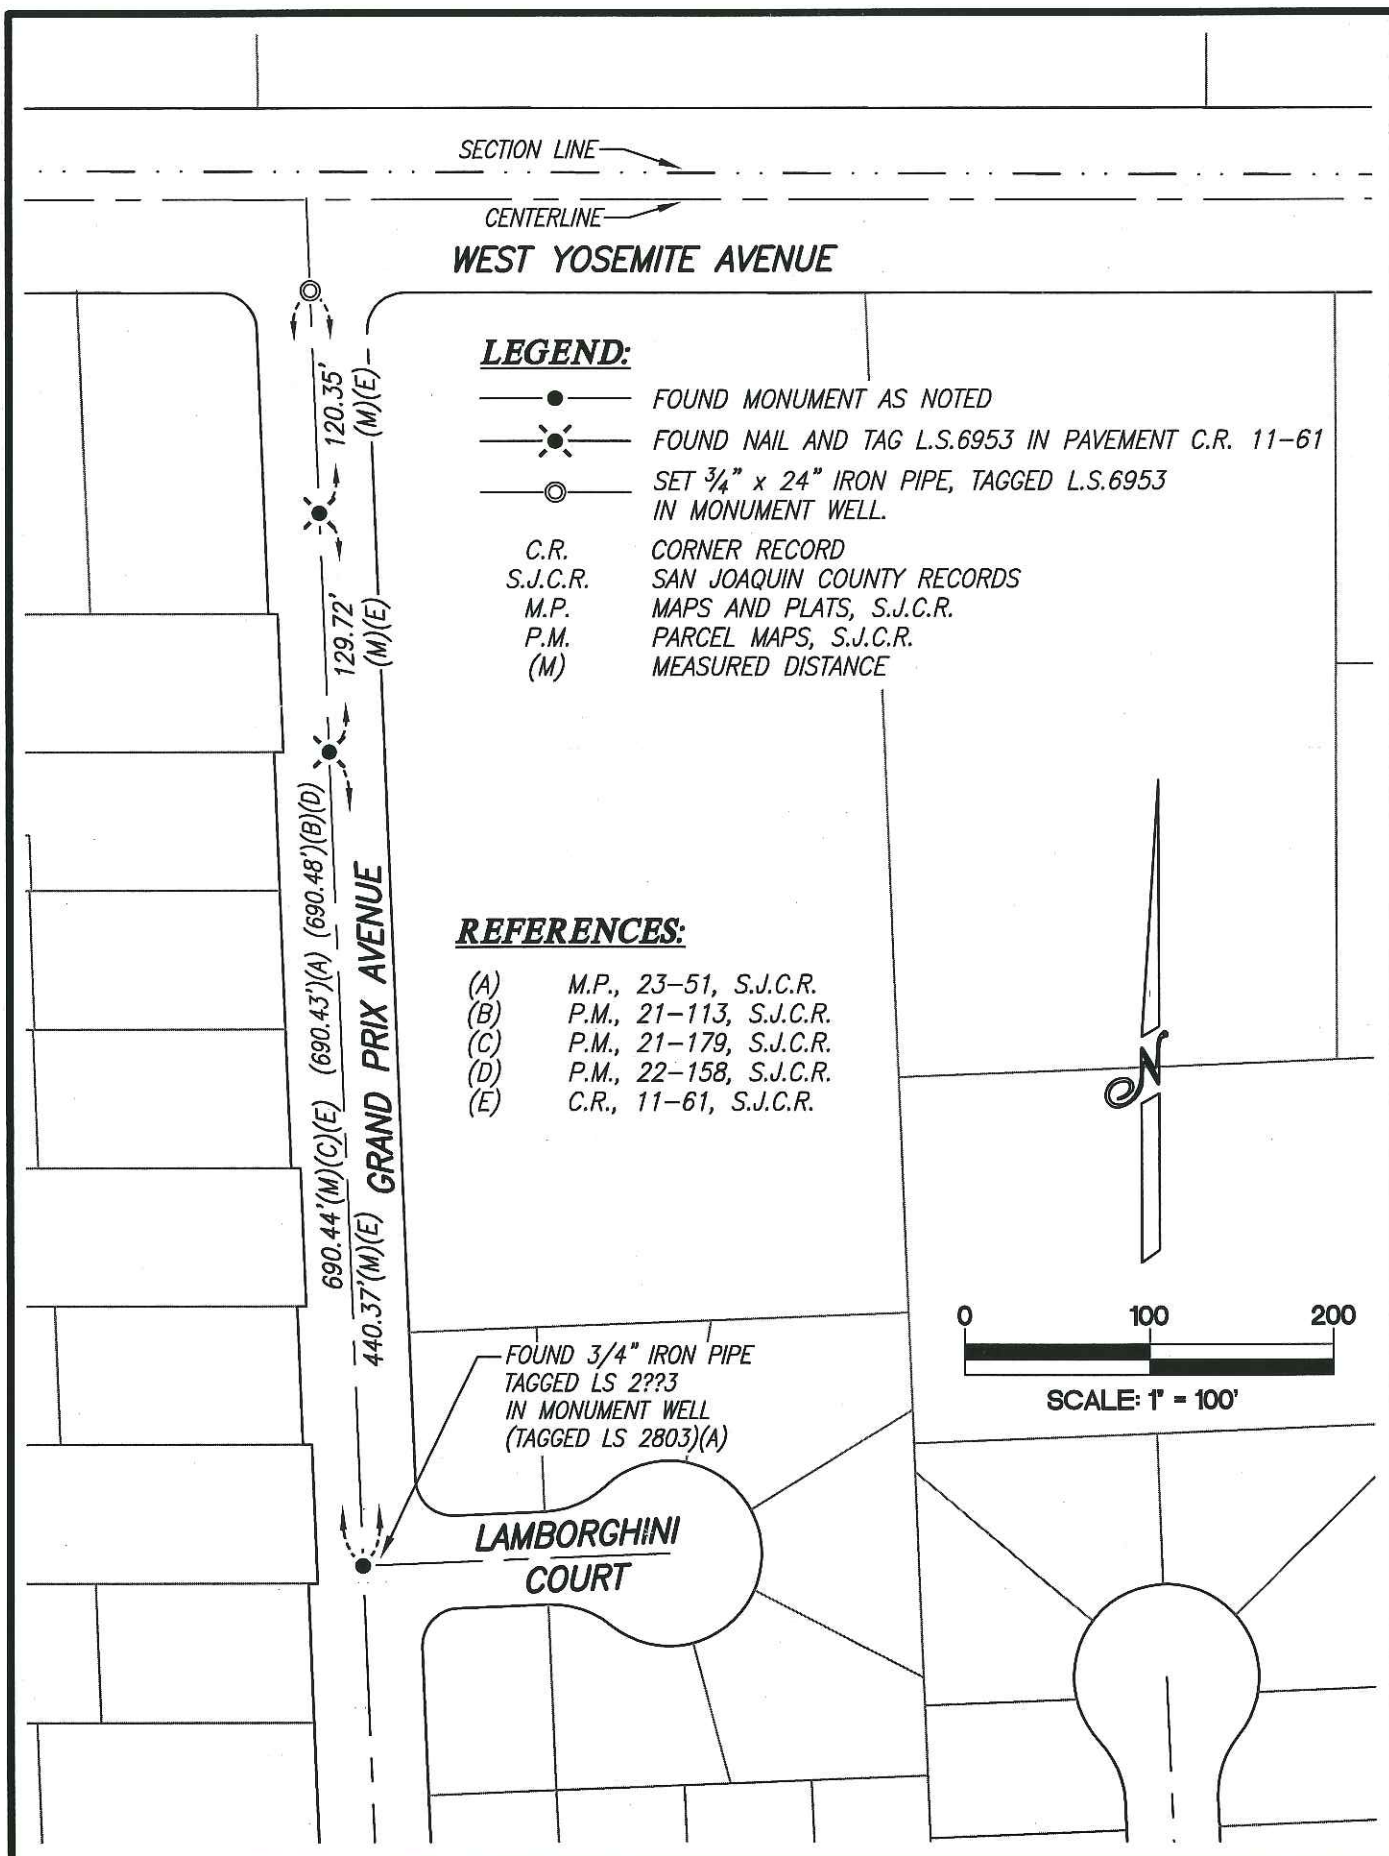 SECTION LINE
CENTERLINE
WEST YOSEMITE AVENUE
120.35'
(M)(E)
129.72'
(M)(E)
LEGEND:
FOUND MONUMENT AS NOTED
FOUND NAIL AND TAG L.S.6953 IN PAVEMENT C.R. 11-61
SET 3/4" x 24" IRON PIPE, TAGGED L.S.6953
IN MONUMENT WELL.
C.R. CORNER RECORD
S.J.C.R. SAN JOAQUIN COUNTY RECORDS
M.P. MAPS AND PLATS, S.J.C.R.
P.M. PARCEL MAPS, S.J.C.R.
(M) MEASURED DISTANCE
690.44'(M)(C)(E) (690.43')(A) (690.48')(B)(D)
440.37'(M)(E)
GRAND PRIX AVENUE
REFERENCES:
(A) M.P., 23-51, S.J.C.R.
(B) P.M., 21-113, S.J.C.R.
(C) P.M., 21-179, S.J.C.R.
(D) P.M., 22-158, S.J.C.R.
(E) C.R., 11-61, S.J.C.R.
N
0 100 200
SCALE: 1" = 100'
FOUND 3/4" IRON PIPE
TAGGED LS 2??3
IN MONUMENT WELL
(TAGGED LS 2803)(A)
LAMBORGHINI
COURT